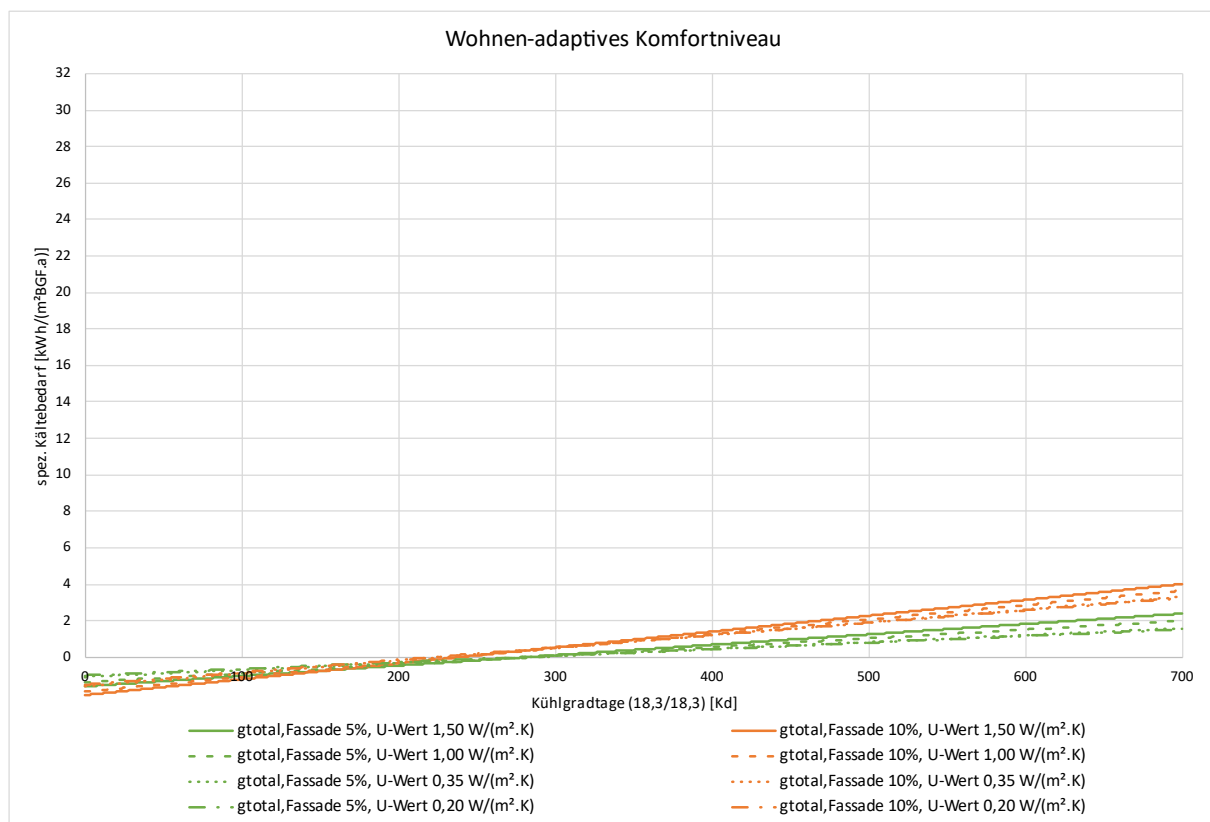 Wohnen-adaptives Komfortniveau
32
30
28
26
24
22
20
18
16
14
12
10
8
6
4
2
0
spez. Kältebedarf [kWh/(m²BGF.a)]
0 100 200 300 400 500 600 700
Kühlgradtage (18,3/18,3) [Kd]
gtotal,Fassade 5%, U-Wert 1,50 W/(m².K)
gtotal,Fassade 10%, U-Wert 1,50 W/(m².K)
gtotal,Fassade 5%, U-Wert 1,00 W/(m².K)
gtotal,Fassade 10%, U-Wert 1,00 W/(m².K)
gtotal,Fassade 5%, U-Wert 0,35 W/(m².K)
gtotal,Fassade 10%, U-Wert 0,35 W/(m².K)
gtotal,Fassade 5%, U-Wert 0,20 W/(m².K)
gtotal,Fassade 10%, U-Wert 0,20 W/(m².K)